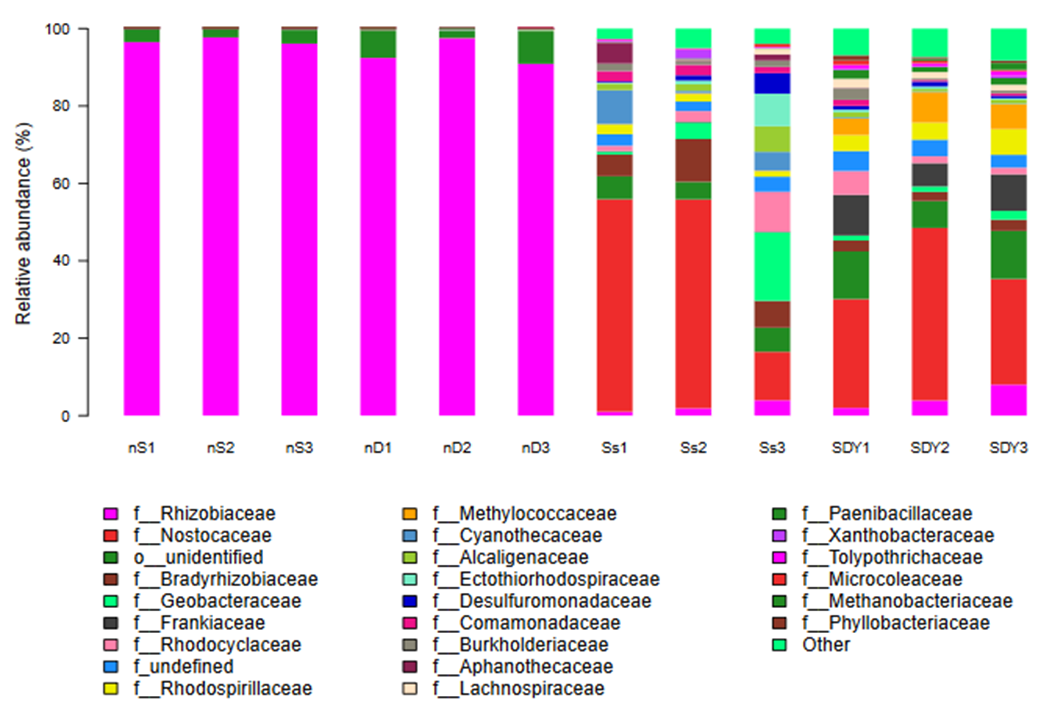 100
80
60
40
20
0
Relative abundance (%)
nS1 nS2 nS3 nD1 nD2 nD3 Ss1 Ss2 Ss3 SDY1 SDY2 SDY3
f__Rhizobiaceae
f__Nostocaceae
o__unidentified
f__Bradyrhizobiaceae
f__Geobacteraceae
f__Frankiaceae
f__Rhodocyclaceae
f_undefined
f__Rhodospirillaceae
f__Methylococcaceae
f__Cyanothecaceae
f__Alcaligenaceae
f__Ectothiorhodospiraceae
f__Desulfuromonadaceae
f__Comamonadaceae
f__Burkholderiaceae
f__Aphanothecaceae
f__Lachnospiraceae
f__Paenibacillaceae
f__Xanthobacteraceae
f__Tolypothrichaceae
f__Microcoleaceae
f__Methanobacteriaceae
f__Phyllobacteriaceae
Other